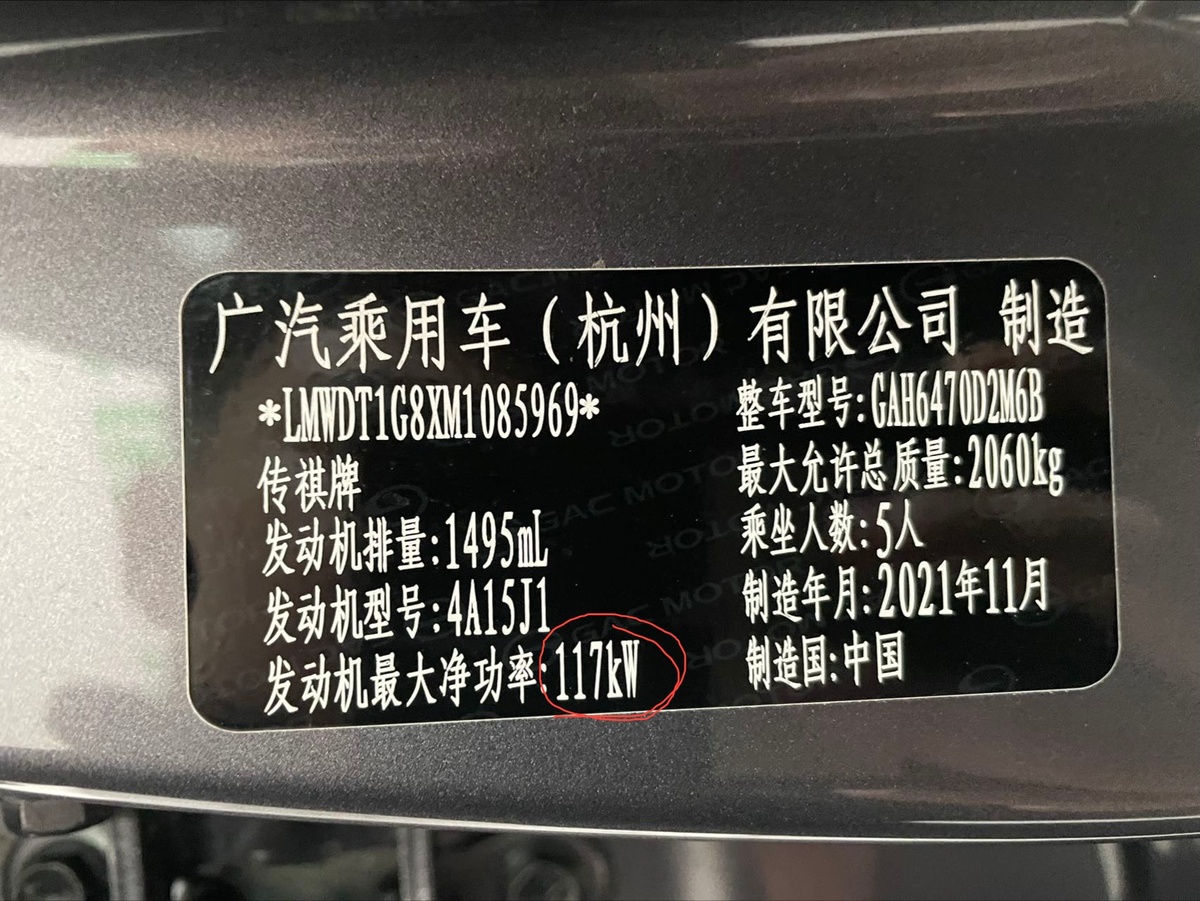 广汽乘用车（杭州）有限公司 制造
*LMWDT1G8XM1085969*
传祺牌
发动机排量:1495mL
发动机型号:4A15J1
发动机最大净功率:117kW
整车型号:GAH6470D2M6B
最大允许总质量:2060kg
乘坐人数:5人
制造年月:2021年11月
制造国:中国
GAC MOTOR